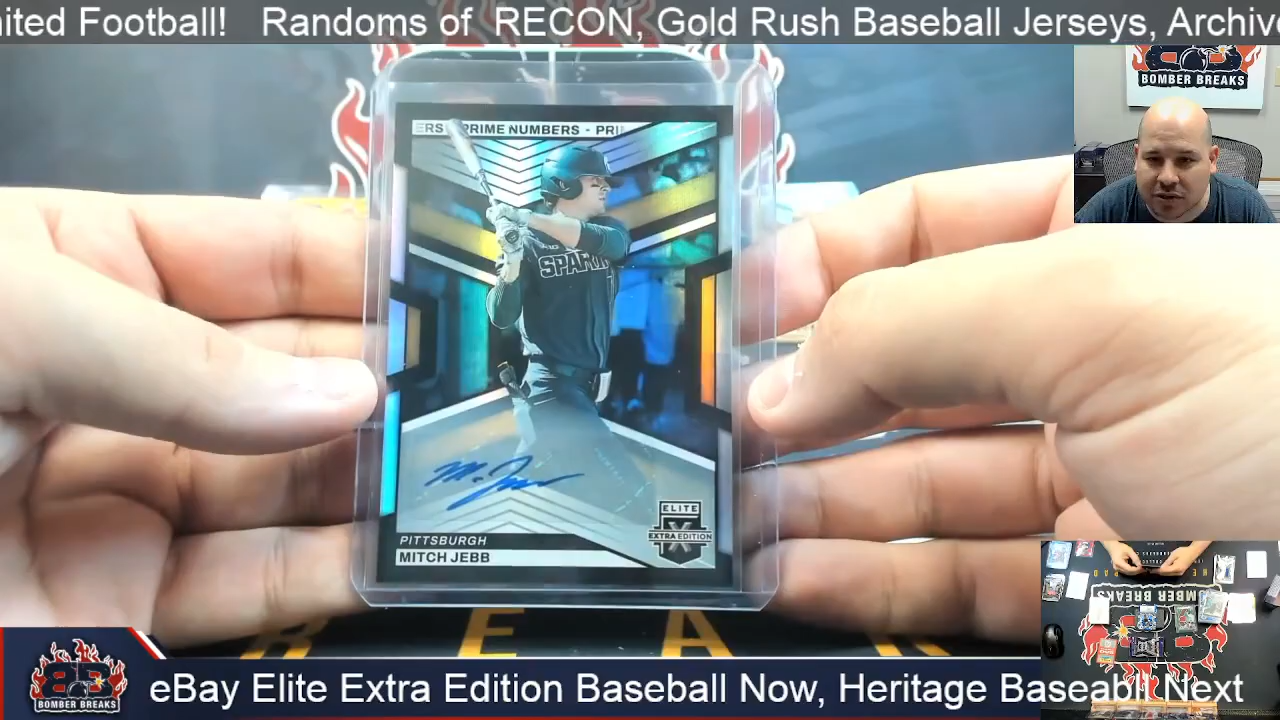 ited Football!   Randoms of  RECON, Gold Rush Baseball Jerseys, Archive
BOMBER BREAKS
ERS PRIME NUMBERS - PRI
SPART
ELITE
EXTRA EDITION
PITTSBURGH
MITCH JEBB
BOMBER BREAKS
eBay Elite Extra Edition Baseball Now, Heritage Baseabll Next
BOMBER BREAKS